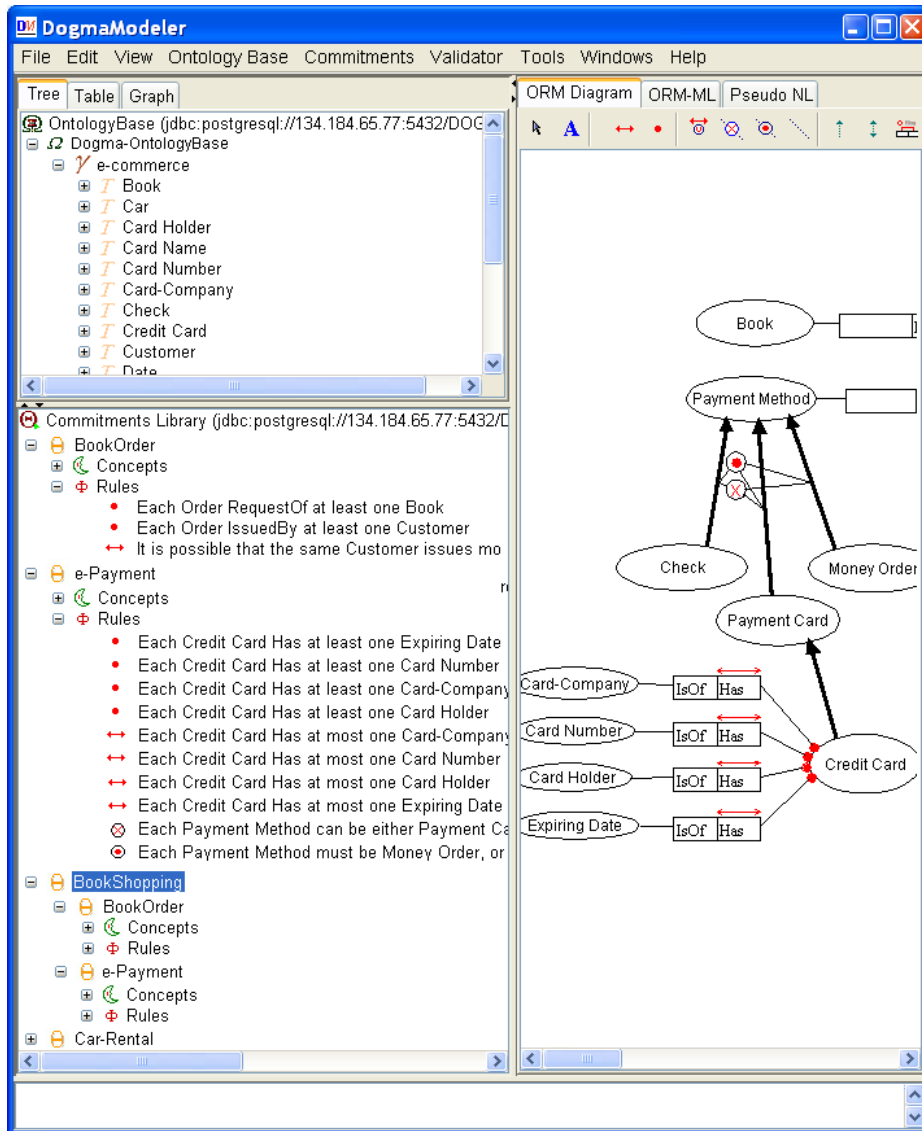 DogmaModeler
File Edit View Ontology Base Commitments Validator Tools Windows Help
Tree Table Graph
OntologyBase (jdbc:postgresql://134.184.65.77:5432/DOG
Ω Dogma-OntologyBase
γ e-commerce
T Book
T Car
T Card Holder
T Card Name
T Card Number
T Card-Company
T Check
T Credit Card
T Customer
T Date
Commitments Library (jdbc:postgresql://134.184.65.77:5432/D
BookOrder
Concepts
Φ Rules
Each Order RequestOf at least one Book
Each Order IssuedBy at least one Customer
It is possible that the same Customer issues mo
e-Payment
Concepts
Φ Rules
Each Credit Card Has at least one Expiring Date
Each Credit Card Has at least one Card Number
Each Credit Card Has at least one Card-Company
Each Credit Card Has at least one Card Holder
Each Credit Card Has at most one Card-Company
Each Credit Card Has at most one Card Number
Each Credit Card Has at most one Card Holder
Each Credit Card Has at most one Expiring Date
Each Payment Method can be either Payment Ca
Each Payment Method must be Money Order, or
BookShopping
BookOrder
Concepts
Φ Rules
e-Payment
Concepts
Φ Rules
Car-Rental
ORM Diagram ORM-ML Pseudo NL
A
Book
Payment Method
Check
Money Order
Payment Card
Card-Company IsOf Has
Card Number IsOf Has
Card Holder IsOf Has
Credit Card
Expiring Date IsOf Has